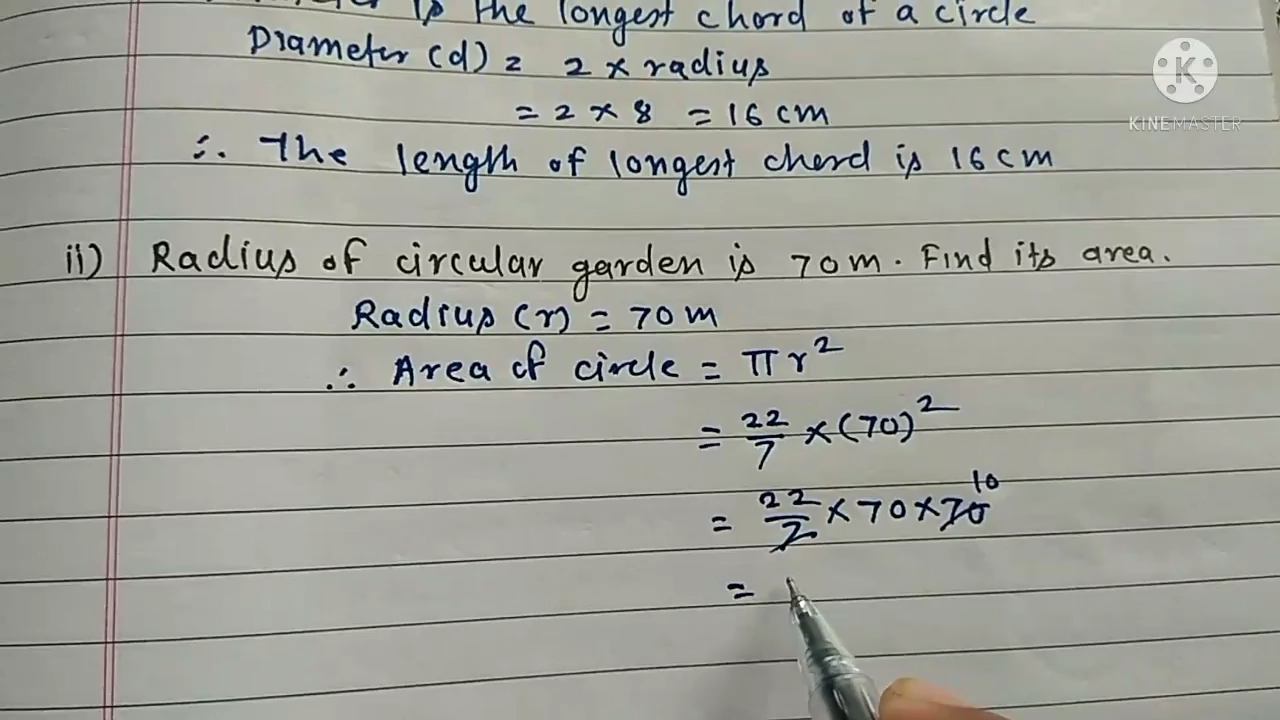 is the longest chord of a circle
Diameter (d) = 2 × radius
= 2 × 8 = 16 cm
∴ The length of longest chord is 16 cm
ii) Radius of circular garden is 70m. Find its area.
Radius (r) = 70 m
∴ Area of circle = πr²
= 22/7 × (70)²
= 22/7 × 70 × 70 10
=
K
KINEMASTER